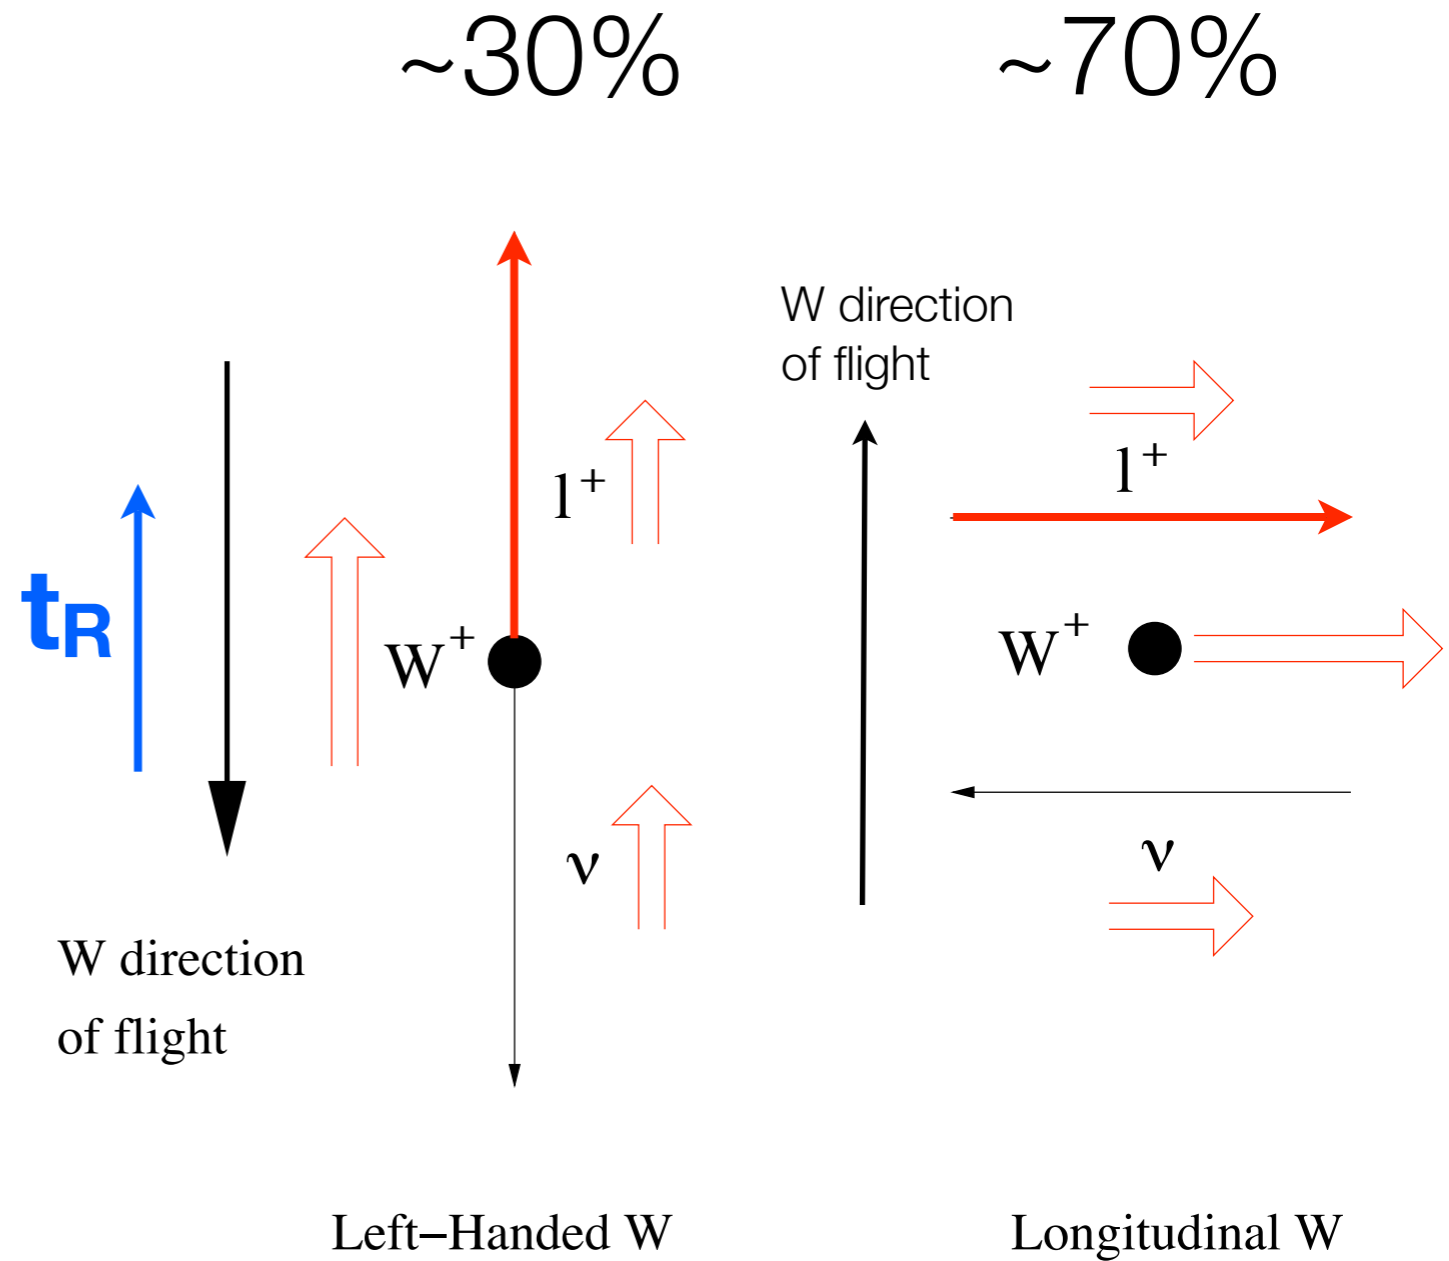 ~30%
~70%
W direction
of flight
l⁺
l⁺
tR
W⁺
W⁺
ν
ν
W direction
of flight
Left−Handed W
Longitudinal W